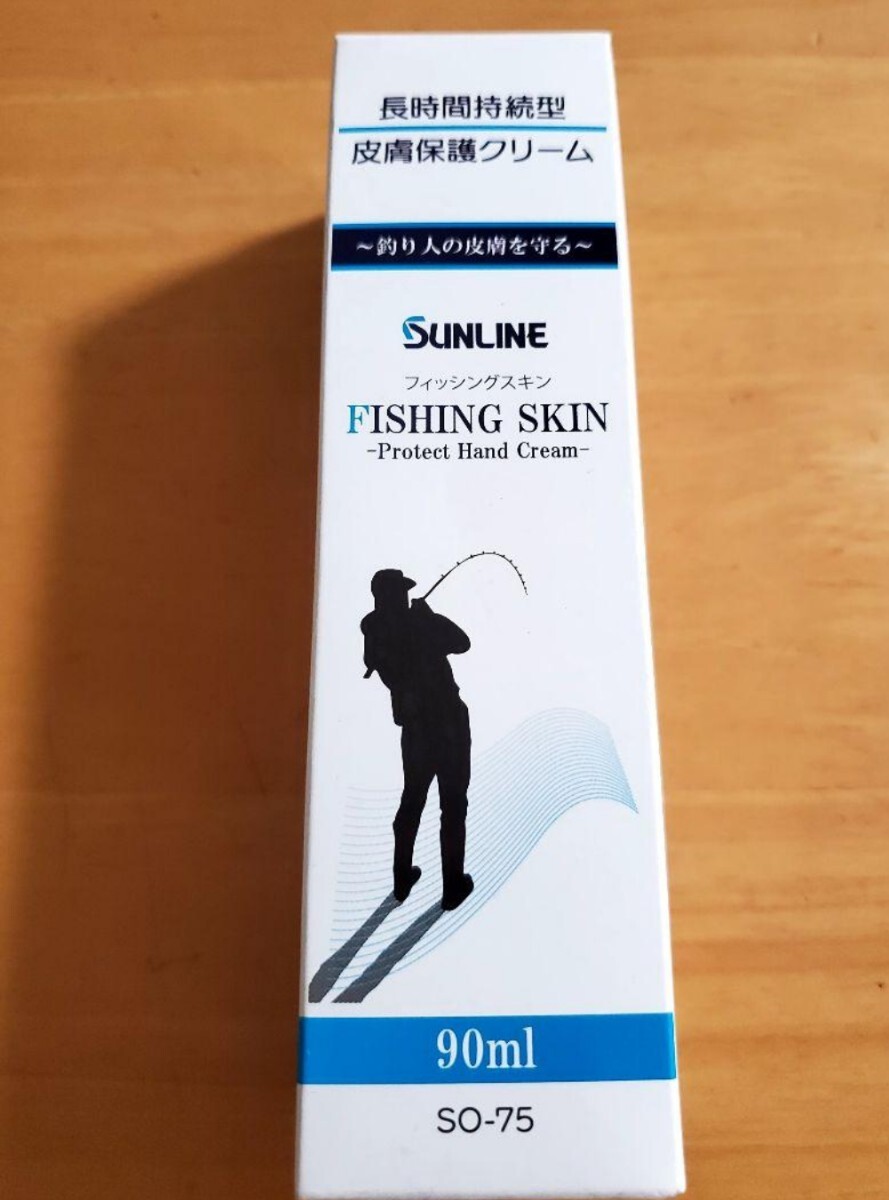 長時間持続型
皮膚保護クリーム
～釣り人の皮膚を守る～
SUNLINE
フィッシングスキン
FISHING SKIN
-Protect Hand Cream-
90ml
SO-75